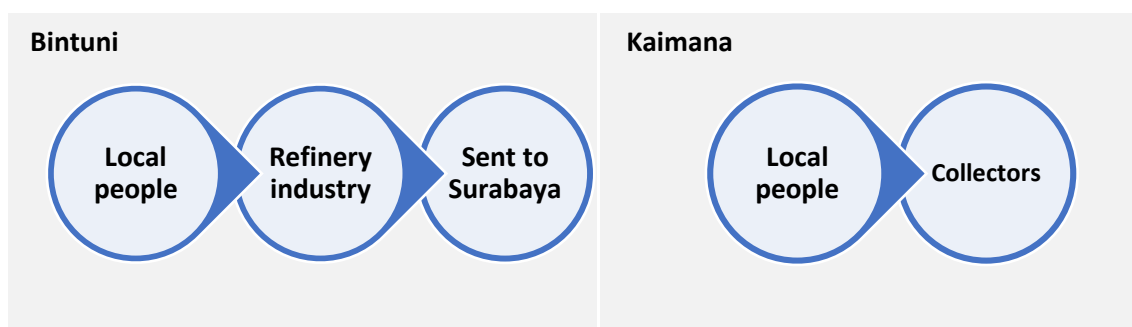 Bintuni
Local
people
Refinery
industry
Sent to
Surabaya
Kaimana
Local
people
Collectors